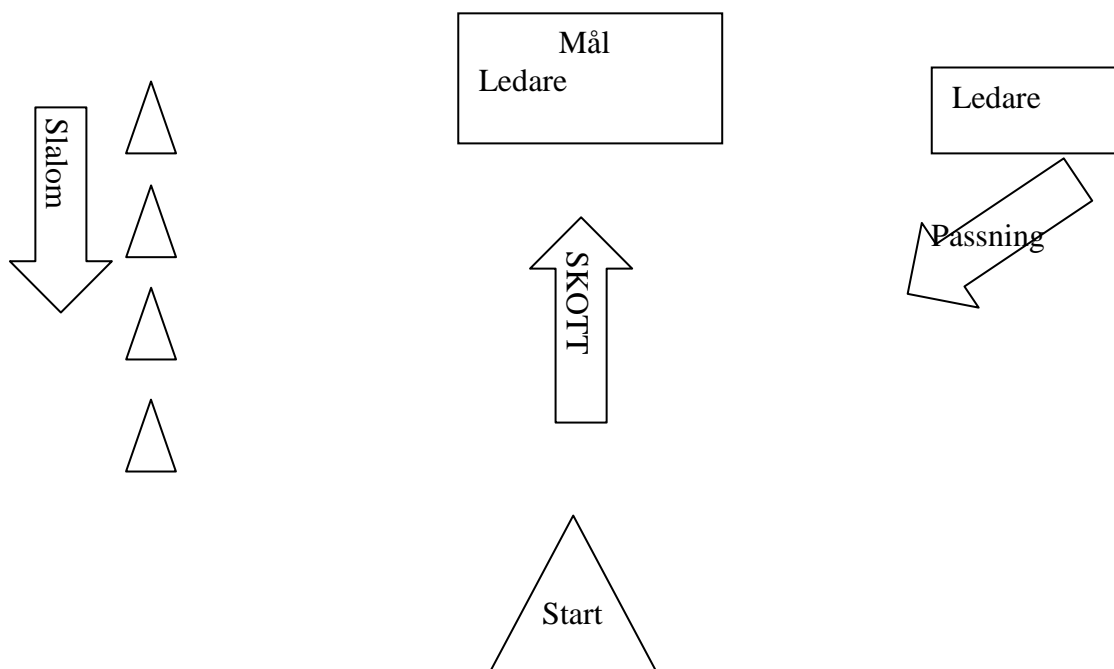 Mål
Ledare
Ledare
Slalom
Passning
SKOTT
Start